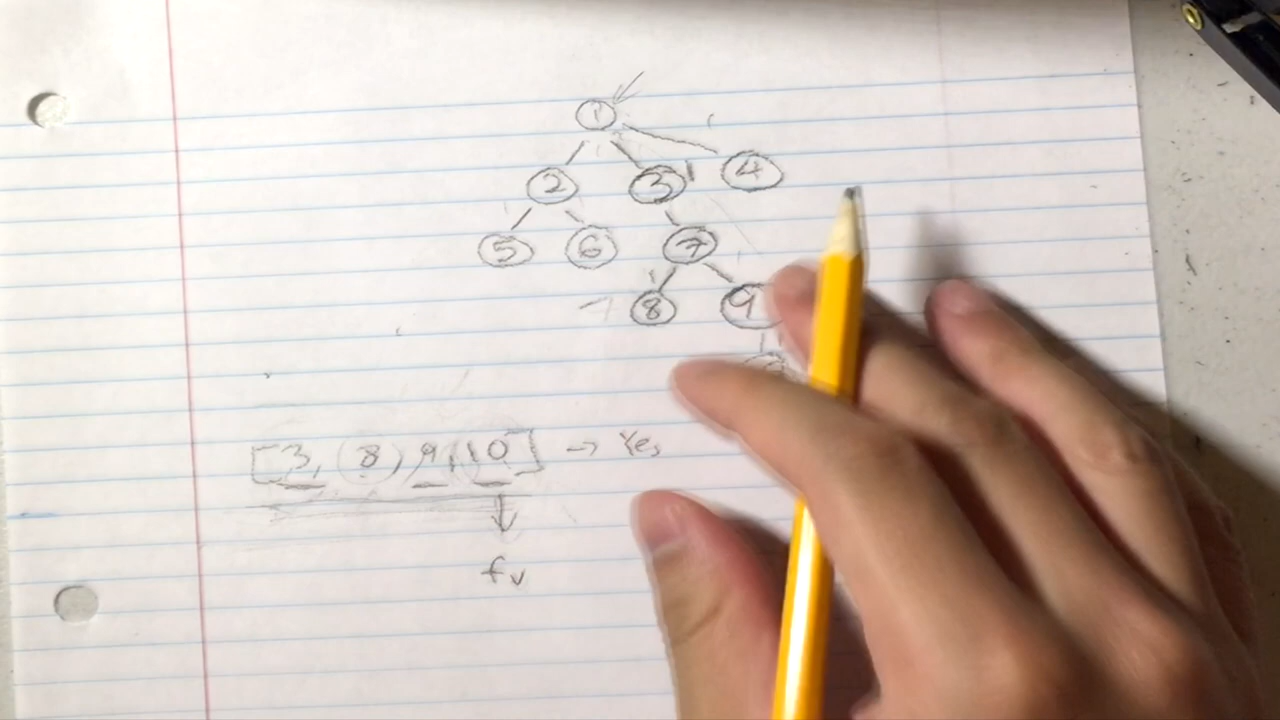 1
2 3 4
5 6 7
8 9
[3, (8), 9, 10] → Yes
↓
fv